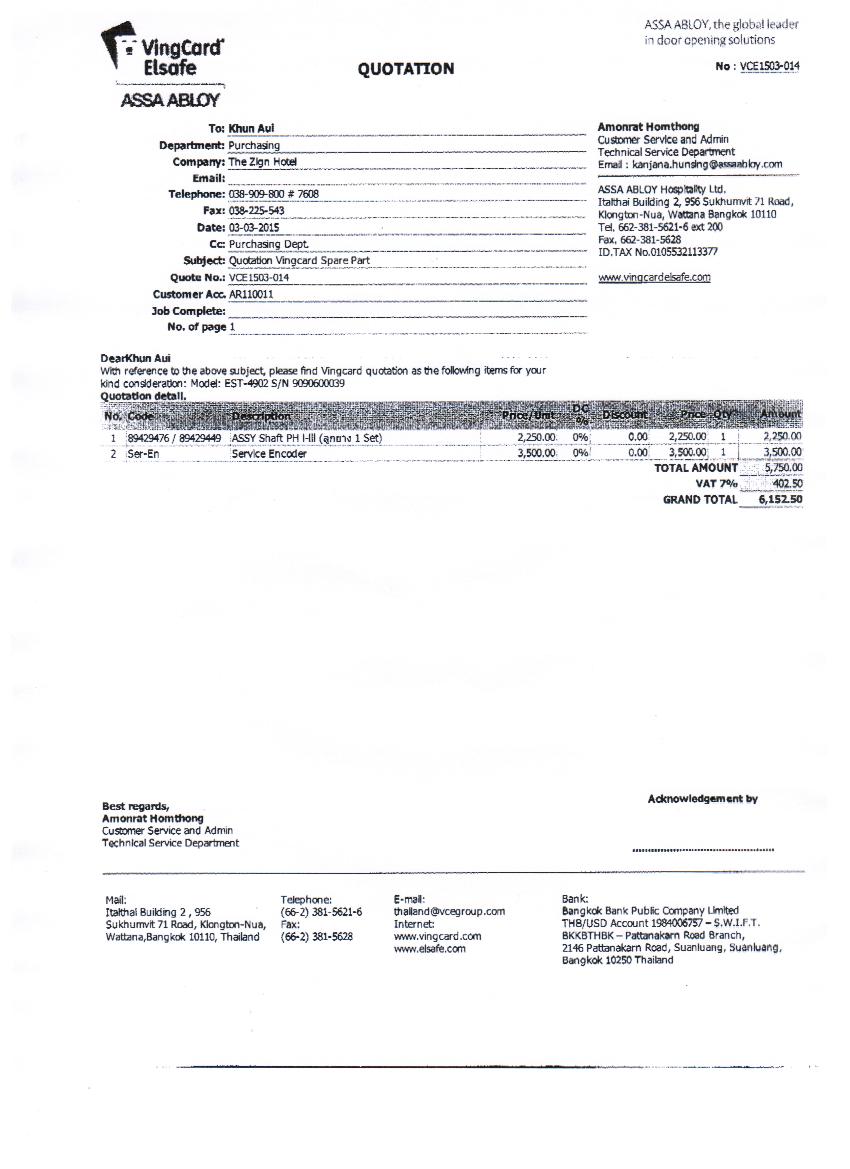 VingCard®
Elsafe
ASSA ABLOY
QUOTATION
ASSA ABLOY, the global leader
in door opening solutions
No : VCE1503-014
To: Khun Aui
Department: Purchasing
Company: The Zign Hotel
Email:
Telephone: 038-909-800 # 7608
Fax: 038-225-543
Date: 03-03-2015
Cc: Purchasing Dept.
Subject: Quotation Vingcard Spare Part
Quote No.: VCE1503-014
Customer Acc. AR110011
Job Complete:
No. of page 1
Amonrat Homthong
Customer Service and Admin
Technical Service Department
Email : kanjana.hunsing@assaabloy.com
ASSA ABLOY Hospitality Ltd.
Italthai Building 2, 956 Sukhumvit 71 Road,
Klongton-Nua, Wattana Bangkok 10110
Tel. 662-381-5621-6 ext 200
Fax. 662-381-5628
ID.TAX No.0105532113377
www.vingcardelsafe.com
DearKhun Aui
With reference to the above subject, please find Vingcard quotation as the following items for your
kind consideration: Model: EST-4902 S/N 9090600039
Quotation detail.
No. Code Description Price/Unit DC % Discount Price Qty Amount
1 89429476 / 89429449 ASSY Shaft PH I-III (ลูกยาง 1 Set) 2,250.00 0% 0.00 2,250.00 1 2,250.00
2 Ser-En Service Encoder 3,500.00 0% 0.00 3,500.00 1 3,500.00
TOTAL AMOUNT 5,750.00
VAT 7% 402.50
GRAND TOTAL 6,152.50
Best regards,
Amonrat Homthong
Customer Service and Admin
Technical Service Department
Acknowledgement by
Mail:
Italthai Building 2 , 956
Sukhumvit 71 Road, Klongton-Nua,
Wattana,Bangkok 10110, Thailand
Telephone:
(66-2) 381-5621-6
Fax:
(66-2) 381-5628
E-mail:
thailand@vcegroup.com
Internet:
www.vingcard.com
www.elsafe.com
Bank:
Bangkok Bank Public Company Limited
THB/USD Account 1984006757 – S.W.I.F.T.
BKKBTHBK – Pattanakarn Road Branch,
2146 Pattanakarn Road, Suanluang, Suanluang,
Bangkok 10250 Thailand